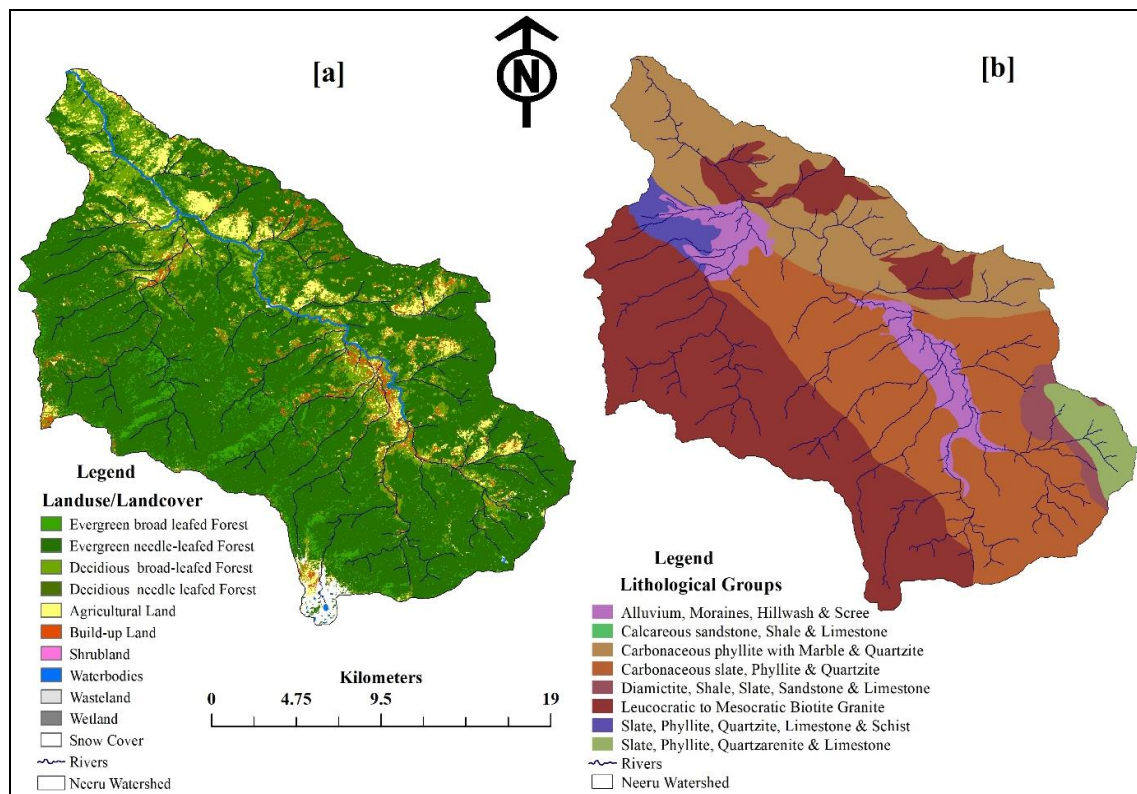 [a]
N
[b]
Legend
Landuse/Landcover
Evergreen broad leafed Forest
Evergreen needle-leafed Forest
Decidious broad-leafed Forest
Decidious needle leafed Forest
Agricultural Land
Build-up Land
Shrubland
Waterbodies
Wasteland
Wetland
Snow Cover
Rivers
Neeru Watershed
Kilometers
0 4.75 9.5 19
Legend
Lithological Groups
Alluvium, Moraines, Hillwash & Scree
Calcareous sandstone, Shale & Limestone
Carbonaceous phyllite with Marble & Quartzite
Carbonaceous slate, Phyllite & Quartzite
Diamictite, Shale, Slate, Sandstone & Limestone
Leucocratic to Mesocratic Biotite Granite
Slate, Phyllite, Quartzite, Limestone & Schist
Slate, Phyllite, Quartzarenite & Limestone
Rivers
Neeru Watershed